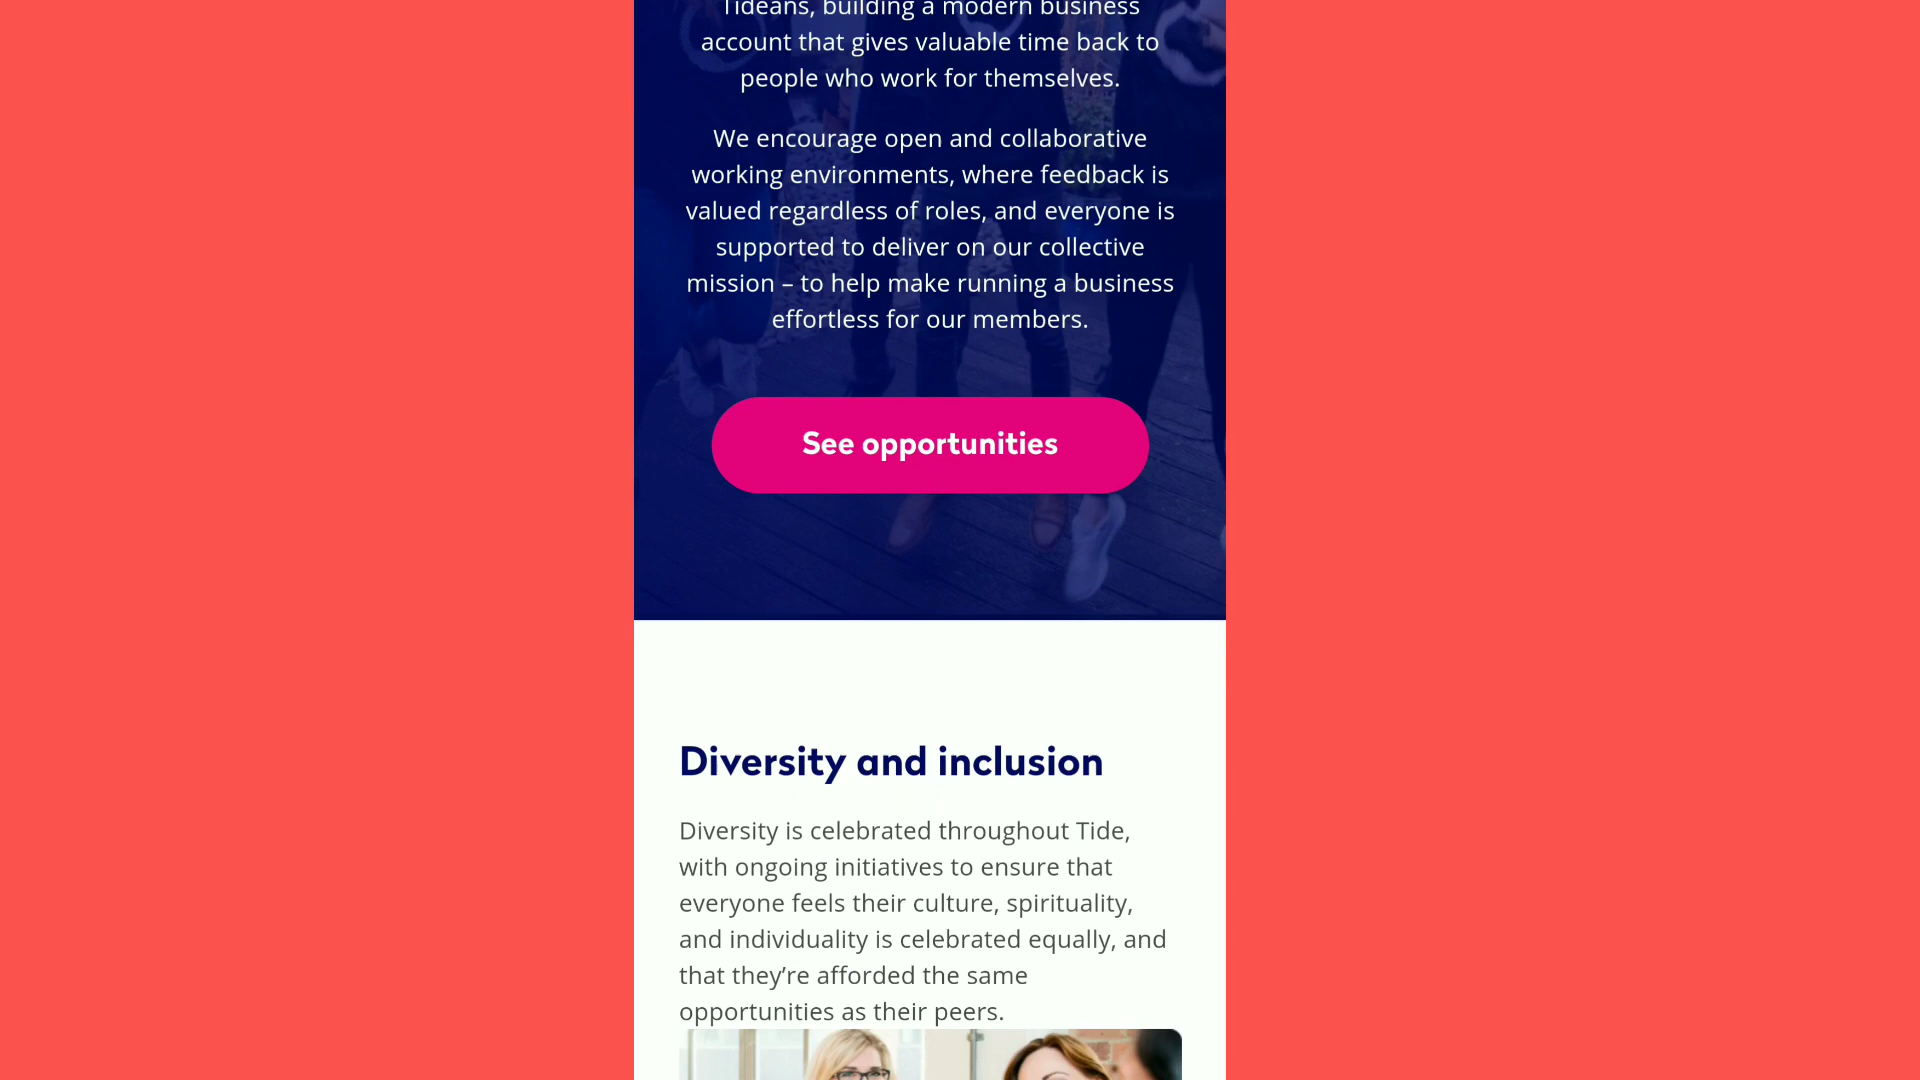 Tideans, building a modern business
account that gives valuable time back to
people who work for themselves.
We encourage open and collaborative
working environments, where feedback is
valued regardless of roles, and everyone is
supported to deliver on our collective
mission – to help make running a business
effortless for our members.
See opportunities
Diversity and inclusion
Diversity is celebrated throughout Tide,
with ongoing initiatives to ensure that
everyone feels their culture, spirituality,
and individuality is celebrated equally, and
that they’re afforded the same
opportunities as their peers.